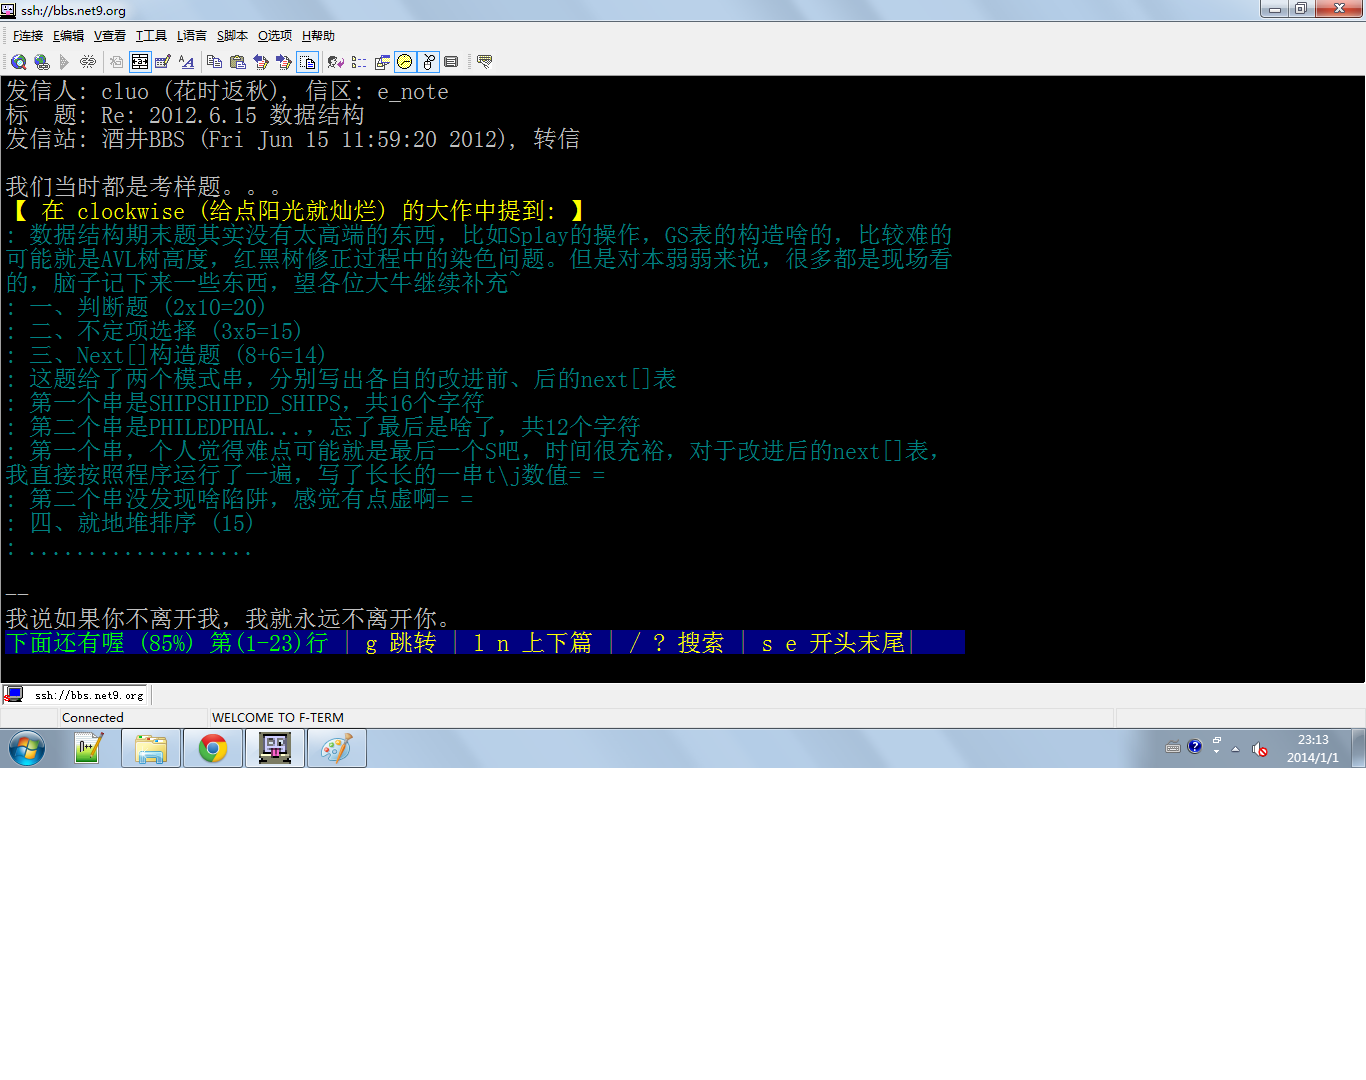 ssh://bbs.net9.org
F连接 E编辑 V查看 T工具 L语言 S脚本 O选项 H帮助
发信人: cluo (花时返秋), 信区: e_note
标  题: Re: 2012.6.15 数据结构
发信站: 酒井BBS (Fri Jun 15 11:59:20 2012), 转信
我们当时都是考样题。。。
【 在 clockwise (给点阳光就灿烂) 的大作中提到: 】
: 数据结构期末题其实没有太高端的东西，比如Splay的操作，GS表的构造啥的，比较难的
可能就是AVL树高度，红黑树修正过程中的染色问题。但是对本弱弱来说，很多都是现场看
的，脑子记下来一些东西，望各位大牛继续补充~
: 一、判断题 (2x10=20)
: 二、不定项选择 (3x5=15)
: 三、Next[]构造题 (8+6=14)
: 这题给了两个模式串，分别写出各自的改进前、后的next[]表
: 第一个串是SHIPSHIPED_SHIPS，共16个字符
: 第二个串是PHILEDPHAL...，忘了最后是啥了，共12个字符
: 第一个串，个人觉得难点可能就是最后一个S吧，时间很充裕，对于改进后的next[]表，
我直接按照程序运行了一遍，写了长长的一串t\j数值= =
: 第二个串没发现啥陷阱，感觉有点虚啊= =
: 四、就地堆排序 (15)
: ...................
--
我说如果你不离开我，我就永远不离开你。
下面还有喔 (85%) 第(1-23)行 | g 跳转 | l n 上下篇 | / ? 搜索 | s e 开头末尾|
ssh://bbs.net9.org
Connected WELCOME TO F-TERM
23:13
2014/1/1